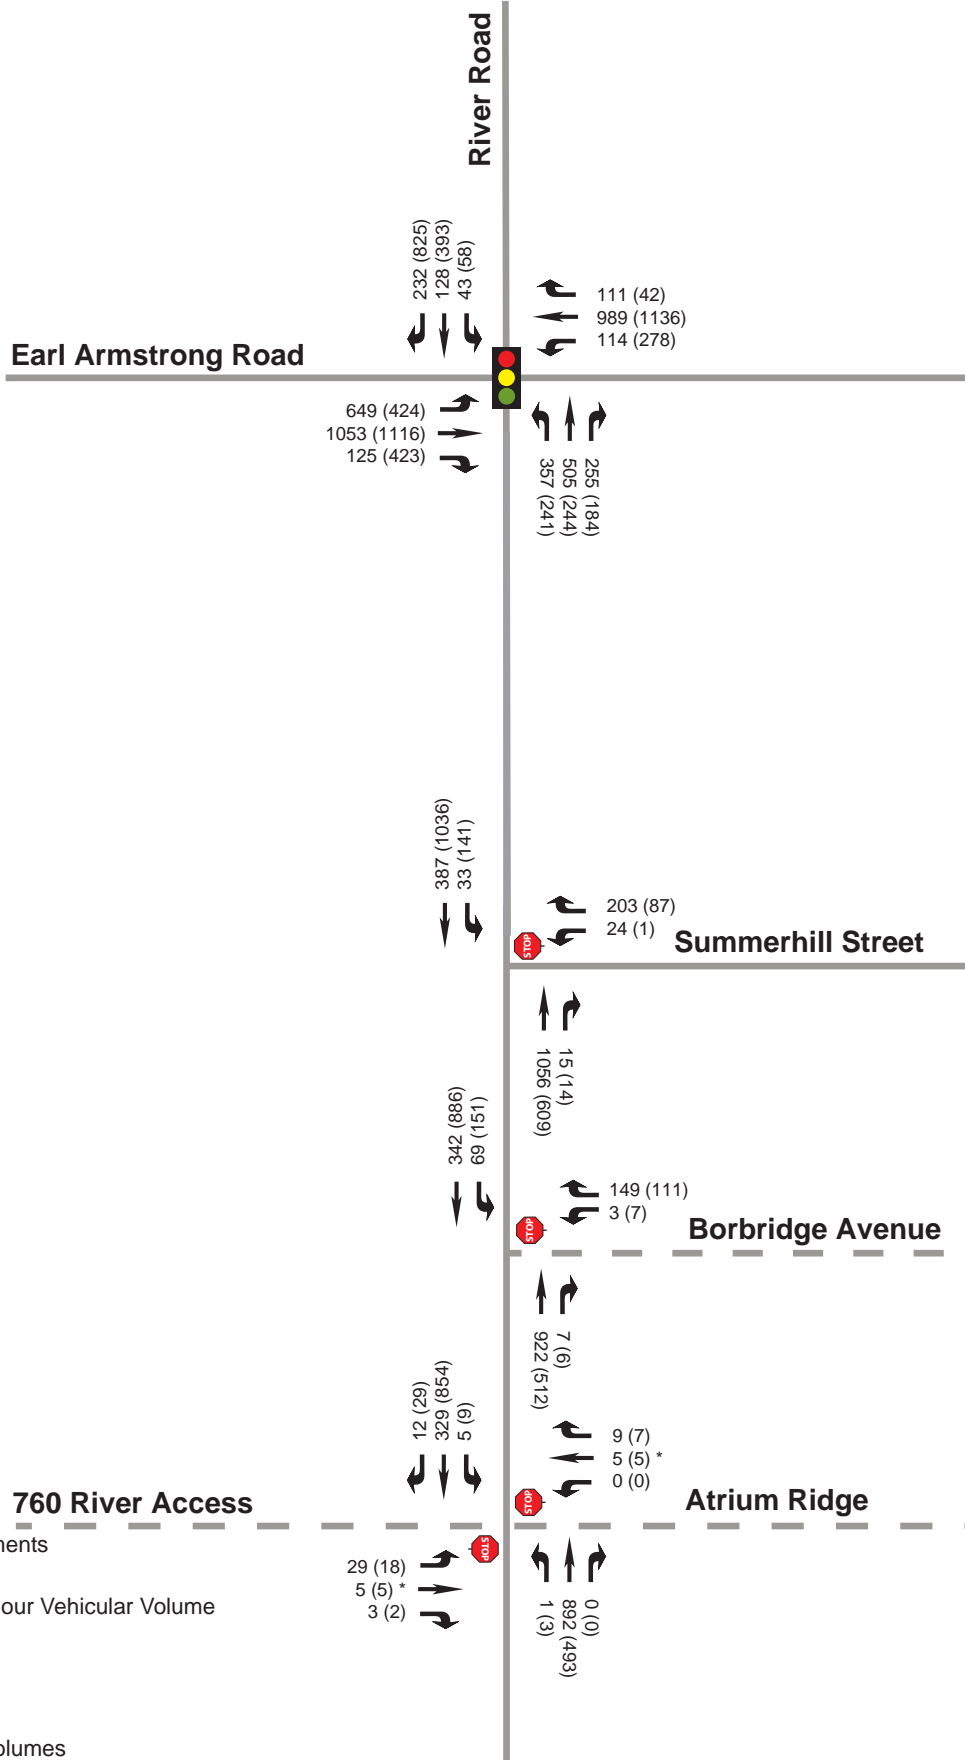 River Road
232 (825)
128 (393)
43 (58)
111 (42)
989 (1136)
114 (278)
Earl Armstrong Road
649 (424)
1053 (1116)
125 (423)
357 (241)
505 (244)
255 (184)
387 (1036)
33 (141)
203 (87)
24 (1)
STOP
Summerhill Street
1056 (609)
15 (14)
342 (886)
69 (151)
149 (111)
3 (7)
STOP
Borbridge Avenue
922 (512)
7 (6)
12 (29)
329 (854)
5 (9)
9 (7)
5 (5) *
0 (0)
760 River Access
STOP
Atrium Ridge
STOP
29 (18)
5 (5) *
3 (2)
1 (3)
892 (493)
0 (0)
nents
our Vehicular Volume
olumes